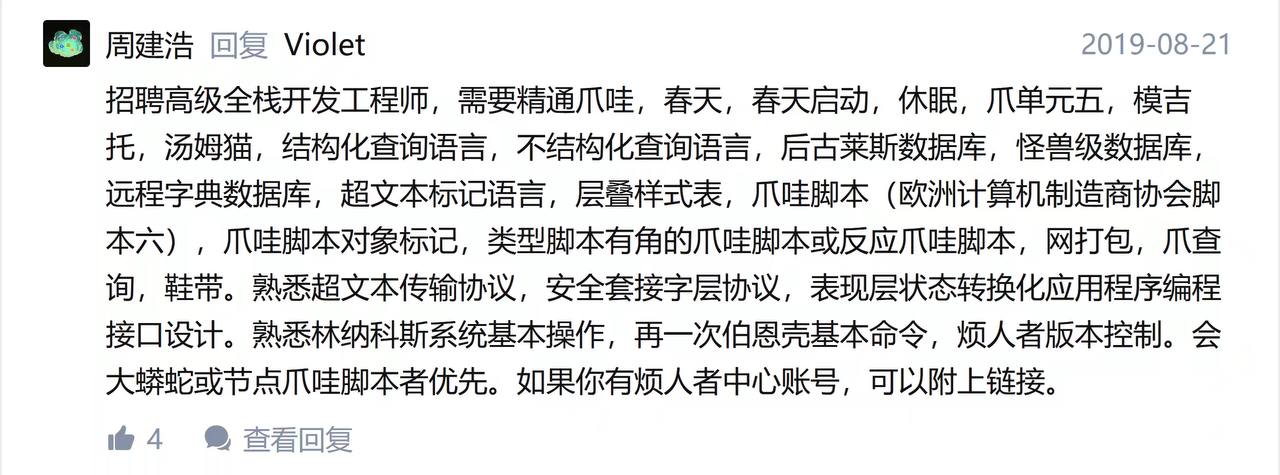 周建浩 回复 Violet 2019-08-21
招聘高级全栈开发工程师，需要精通爪哇，春天，春天启动，休眠，爪单元五，模吉
托，汤姆猫，结构化查询语言，不结构化查询语言，后古莱斯数据库，怪兽级数据库，
远程字典数据库，超文本标记语言，层叠样式表，爪哇脚本（欧洲计算机制造商协会脚
本六），爪哇脚本对象标记，类型脚本有角的爪哇脚本或反应爪哇脚本，网打包，爪查
询，鞋带。熟悉超文本传输协议，安全套接字层协议，表现层状态转换化应用程序编程
接口设计。熟悉林纳科斯系统基本操作，再一次伯恩壳基本命令，烦人者版本控制。会
大蟒蛇或节点爪哇脚本者优先。如果你有烦人者中心账号，可以附上链接。
4 查看回复